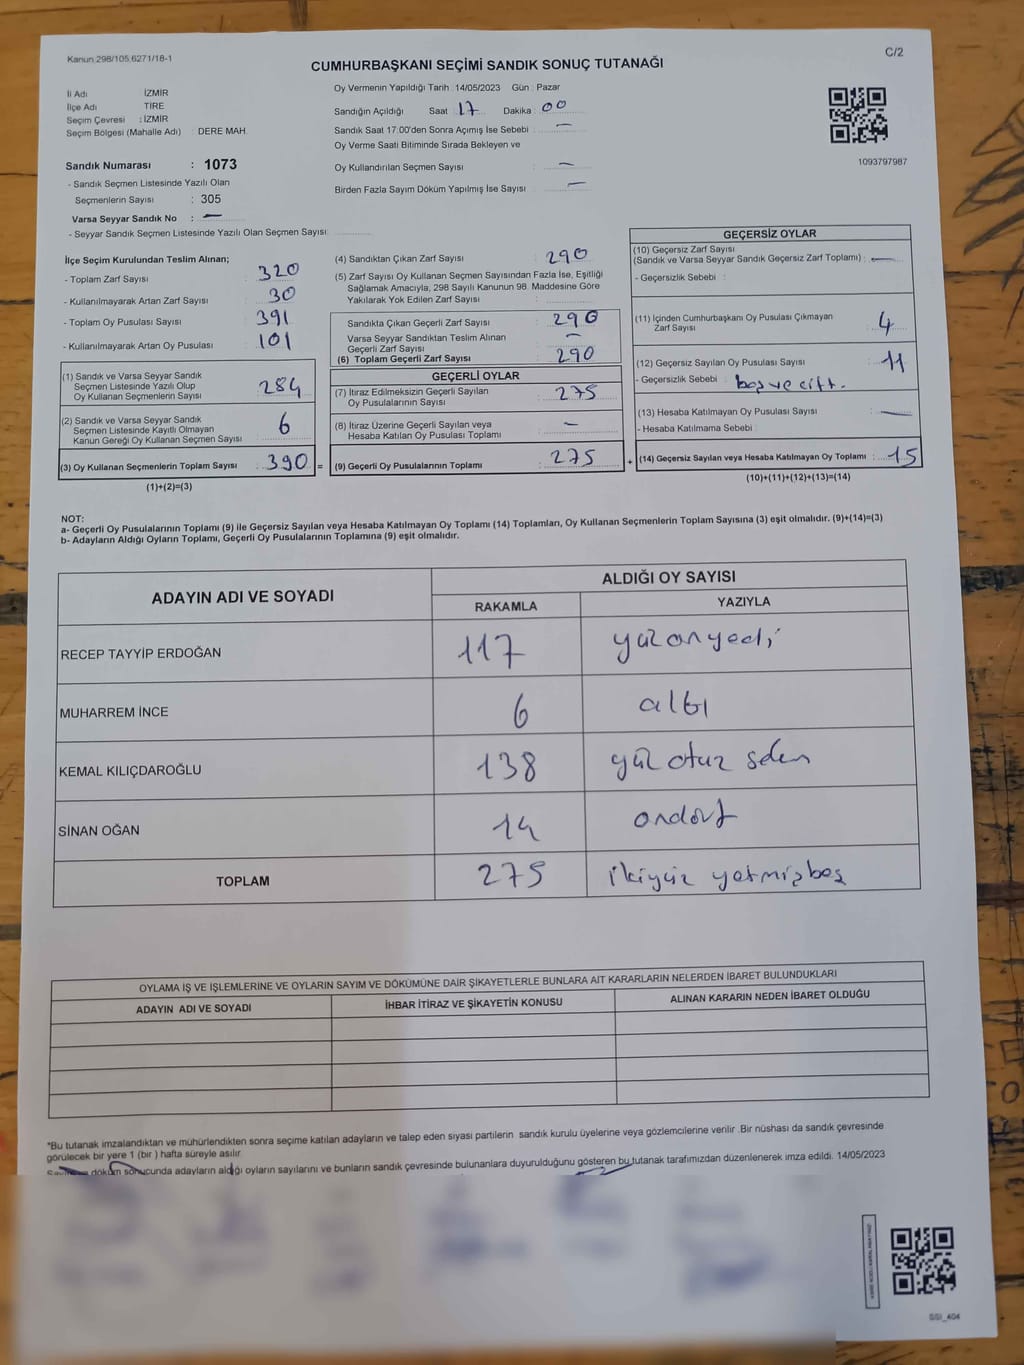 Kanun 298/105,6271/18-1
C/2
CUMHURBAŞKANI SEÇİMİ SANDIK SONUÇ TUTANAĞI
İl Adı İZMİR
İlçe Adı TİRE
Seçim Çevresi : İZMİR
Seçim Bölgesi (Mahalle Adı) : DERE MAH.
Sandık Numarası : 1073
- Sandık Seçmen Listesinde Yazılı Olan
Seçmenlerin Sayısı : 305
Varsa Seyyar Sandık No : —
- Seyyar Sandık Seçmen Listesinde Yazılı Olan Seçmen Sayısı
Oy Vermenin Yapıldığı Tarih 14/05/2023 Gün Pazar
Sandığın Açıldığı Saat 17 Dakika 00
Sandık Saat 17.00'den Sonra Açımış İse Sebebi : —
Oy Verme Saati Bitiminde Sırada Bekleyen ve
Oy Kullandırılan Seçmen Sayısı : —
Birden Fazla Sayım Döküm Yapılmış İse Sayısı : —
1093797987
İlçe Seçim Kurulundan Teslim Alınan;
- Toplam Zarf Sayısı : 320
- Kullanılmayarak Artan Zarf Sayısı : 30
- Toplam Oy Pusulası Sayısı : 391
- Kullanılmayarak Artan Oy Pusulası : 101
(1) Sandık ve Varsa Seyyar Sandık
Seçmen Listesinde Yazılı Olup
Oy Kullanan Seçmenlerin Sayısı : 284
(2) Sandık ve Varsa Seyyar Sandık
Seçmen Listesinde Kayıtlı Olmayan
Kanun Gereği Oy Kullanan Seçmen Sayısı : 6
(3) Oy Kullanan Seçmenlerin Toplam Sayısı : 390 =
(1)+(2)=(3)
(4) Sandıktan Çıkan Zarf Sayısı : 290
(5) Zarf Sayısı Oy Kullanan Seçmen Sayısından Fazla İse, Eşitliği
Sağlamak Amacıyla, 298 Sayılı Kanunun 98. Maddesine Göre
Yakılarak Yok Edilen Zarf Sayısı :
Sandıkta Çıkan Geçerli Zarf Sayısı : 290
Varsa Seyyar Sandıktan Teslim Alınan
Geçerli Zarf Sayısı : —
(6) Toplam Geçerli Zarf Sayısı : 290
GEÇERLİ OYLAR
(7) İtiraz Edilmeksizin Geçerli Sayılan
Oy Pusulalarının Sayısı : 275
(8) İtiraz Üzerine Geçerli Sayılan veya
Hesaba Katılan Oy Pusulası Toplamı : —
(9) Geçerli Oy Pusulalarının Toplamı : 275 +
GEÇERSİZ OYLAR
(10) Geçersiz Zarf Sayısı
(Sandık ve Varsa Seyyar Sandık Geçersiz Zarf Toplamı) : —
- Geçersizlik Sebebi :
(11) İçinden Cumhurbaşkanı Oy Pusulası Çıkmayan
Zarf Sayısı : 4
(12) Geçersiz Sayılan Oy Pusulası Sayısı : 11
- Geçersizlik Sebebi : boş ve çift.
(13) Hesaba Katılmayan Oy Pusulası Sayısı : —
- Hesaba Katılmama Sebebi :
(14) Geçersiz Sayılan veya Hesaba Katılmayan Oy Toplamı : 15
(10)+(11)+(12)+(13)=(14)
NOT:
a- Geçerli Oy Pusulalarının Toplamı (9) ile Geçersiz Sayılan veya Hesaba Katılmayan Oy Toplamı (14) Toplamları, Oy Kullanan Seçmenlerin Toplam Sayısına (3) eşit olmalıdır. (9)+(14)=(3)
b- Adayların Aldığı Oyların Toplamı, Geçerli Oy Pusulalarının Toplamına (9) eşit olmalıdır.
ADAYIN ADI VE SOYADI ALDIĞI OY SAYISI
RAKAMLA YAZIYLA
RECEP TAYYİP ERDOĞAN 117 yüzonyedi
MUHARREM İNCE 6 altı
KEMAL KILIÇDAROĞLU 138 yüz otuz sekn
SİNAN OĞAN 14 ondört
TOPLAM 275 ikiyüz yetmişbeş
OYLAMA İŞ VE İŞLEMLERİNE VE OYLARIN SAYIM VE DÖKÜMÜNE DAİR ŞİKAYETLERLE BUNLARA AİT KARARLARIN NELERDEN İBARET BULUNDUKLARI
ADAYIN ADI VE SOYADI İHBAR İTİRAZ VE ŞİKAYETİN KONUSU ALINAN KARARIN NEDEN İBARET OLDUĞU
*Bu tutanak imzalandıktan ve mühürlendikten sonra seçime katılan adayların ve talep eden siyasi partilerin sandık kurulu üyelerine veya gözlemcilerine verilir .Bir nüshası da sandık çevresinde
görülecek bir yere 1 (bir ) hafta süreyle asılır.
döküm sonucunda adayların aldığı oyların sayılarını ve bunların sandık çevresinde bulunanlara duyurulduğunu gösteren bu tutanak tarafımızdan düzenlenerek imza edildi. 14/05/2023
SSI_404